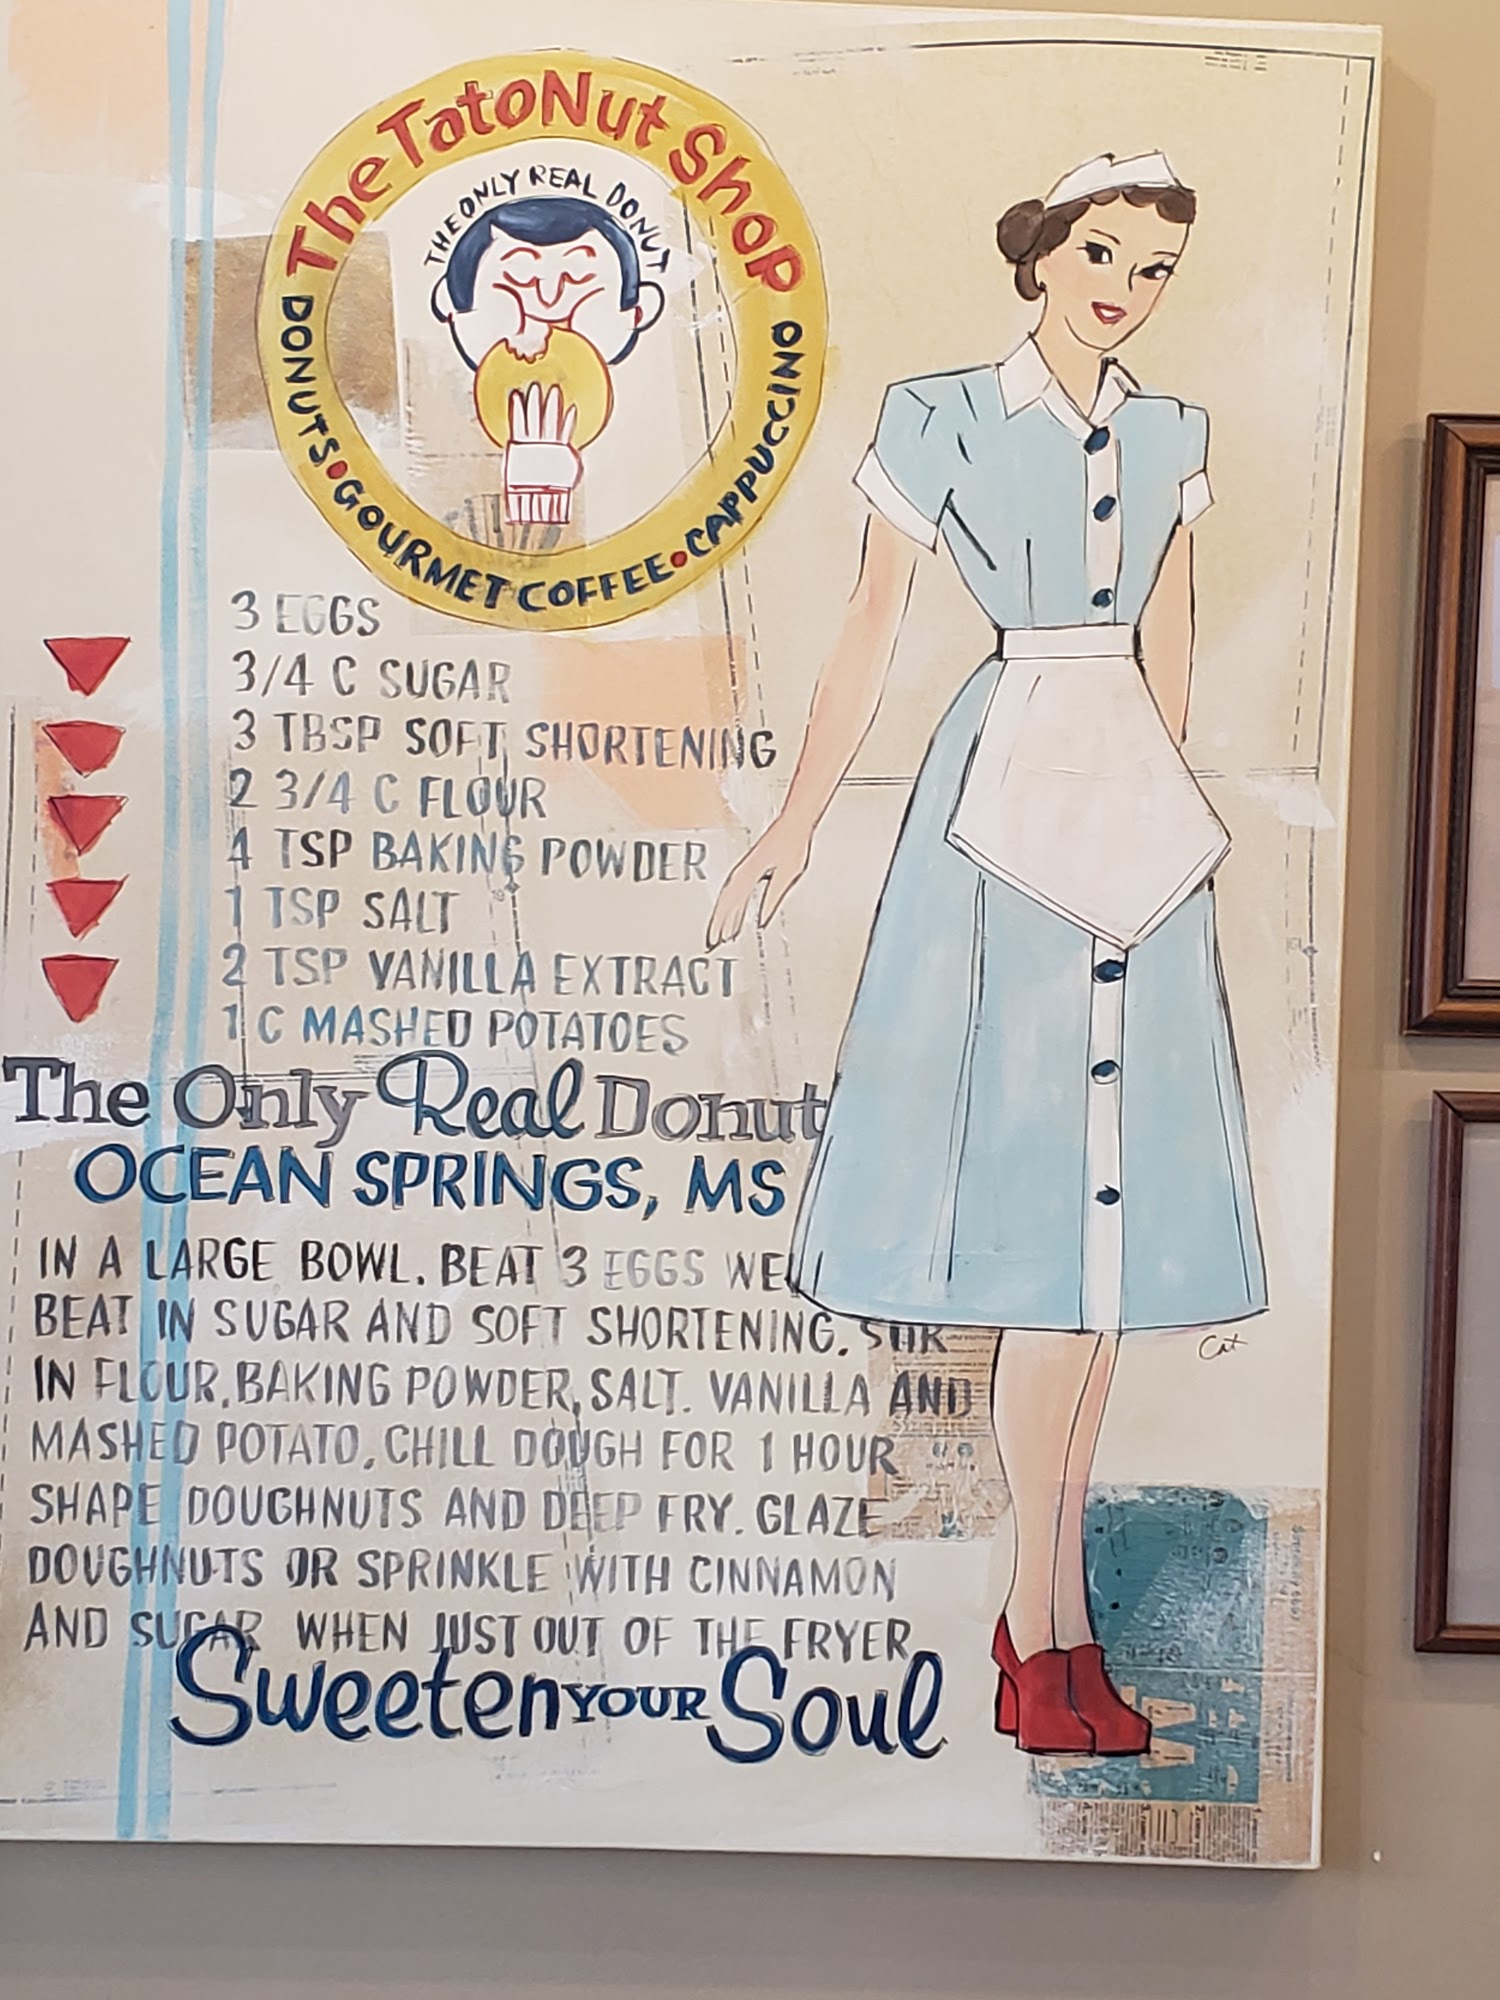 The TatoNut Shop
THE ONLY REAL DONUT
DONUTS • GOURMET COFFEE • CAPPUCCINO
3 EGGS
3/4 C SUGAR
3 TBSP SOFT SHORTENING
2 3/4 C FLOUR
4 TSP BAKING POWDER
1 TSP SALT
2 TSP VANILLA EXTRACT
1 C MASHED POTATOES
The Only Real Donut
OCEAN SPRINGS, MS
IN A LARGE BOWL. BEAT 3 EGGS WEL
BEAT IN SUGAR AND SOFT SHORTENING. STIR
IN FLOUR, BAKING POWDER, SALT. VANILLA AND
MASHED POTATO. CHILL DOUGH FOR 1 HOUR
SHAPE DOUGHNUTS AND DEEP FRY. GLAZE
DOUGHNUTS OR SPRINKLE WITH CINNAMON
AND SUGAR WHEN JUST OUT OF THE FRYER
Sweeten YOUR Soul
Cat